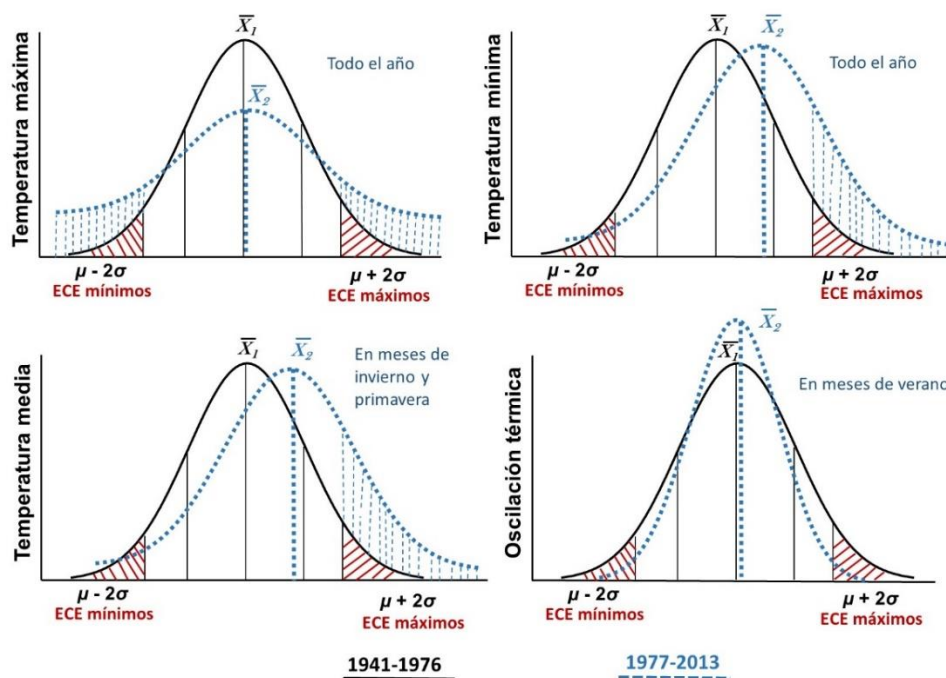 Temperatura máxima
X̅₁
X̅₂
Todo el año
μ - 2σ
ECE mínimos
μ + 2σ
ECE máximos
Temperatura mínima
X̅₁
X̅₂
Todo el año
μ - 2σ
ECE mínimos
μ + 2σ
ECE máximos
Temperatura media
X̅₁
X̅₂
En meses de
invierno y
primavera
μ - 2σ
ECE mínimos
μ + 2σ
ECE máximos
Oscilación térmica
X̅₁
X̅₂
En meses de verano
μ - 2σ
ECE mínimos
μ + 2σ
ECE máximos
1941-1976
1977-2013